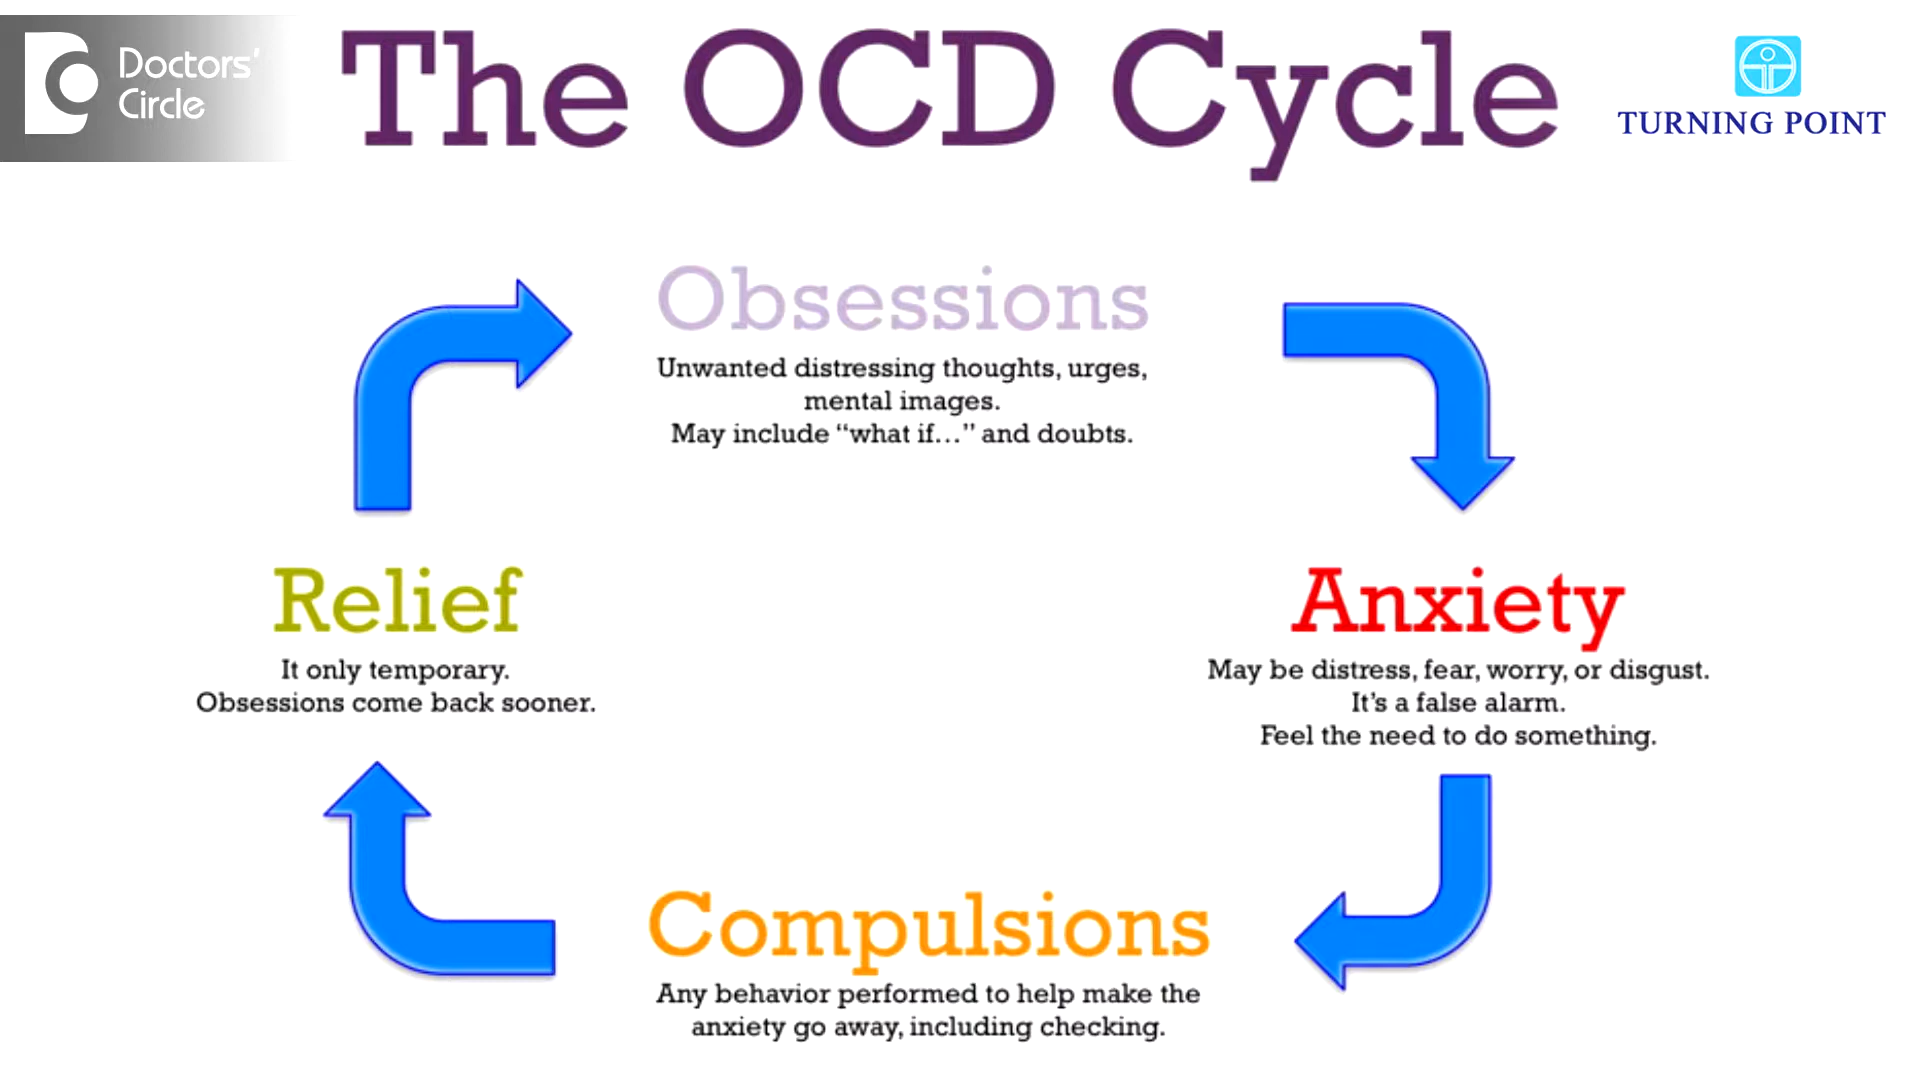 Doctors'
Circle
The OCD Cycle
TURNING POINT
Obsessions
Unwanted distressing thoughts, urges,
mental images.
May include “what if...” and doubts.
Relief
It only temporary.
Obsessions come back sooner.
Anxiety
May be distress, fear, worry, or disgust.
It’s a false alarm.
Feel the need to do something.
Compulsions
Any behavior performed to help make the
anxiety go away, including checking.